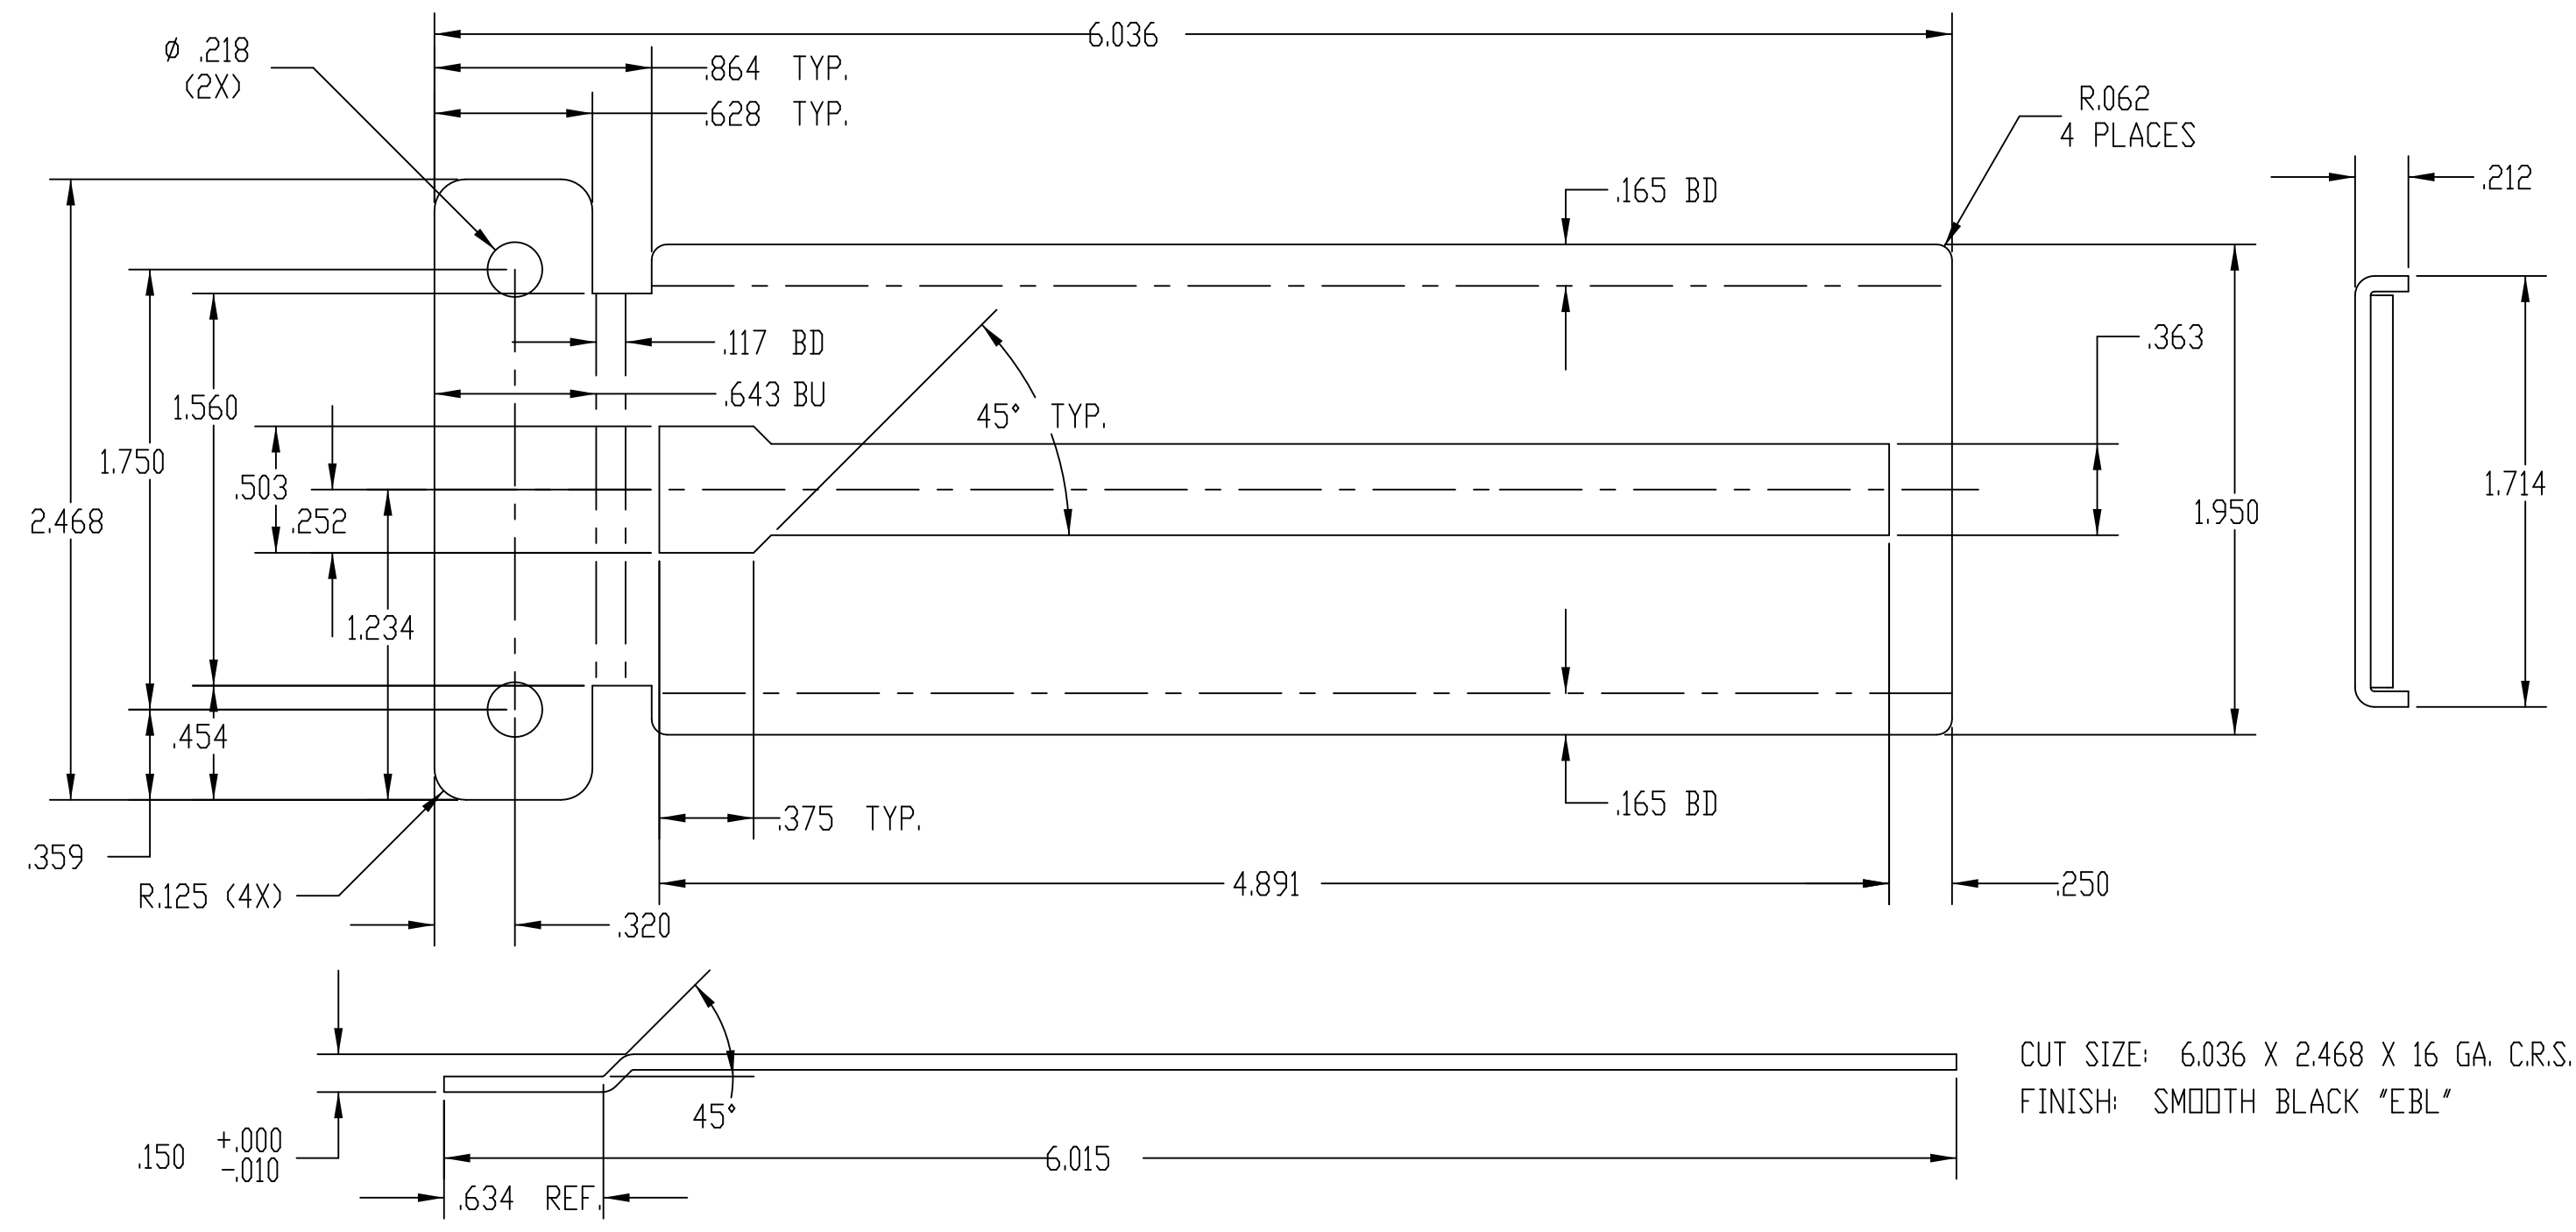 6.036
Ø .218
(2X)
.864 TYP.
.628 TYP.
R.062
4 PLACES
.165 BD
.212
.117 BD
.363
.643 BU
1.560
45° TYP.
1.750
.503
.252
2.468
1.950
1.714
1.234
.454
.165 BD
.375 TYP.
.359
R.125 (4X)
4.891
.250
.320
CUT SIZE: 6.036 X 2.468 X 16 GA. C.R.S.
FINISH: SMOOTH BLACK "EBL"
45°
.150 +.000
-.010
6.015
.634 REF.